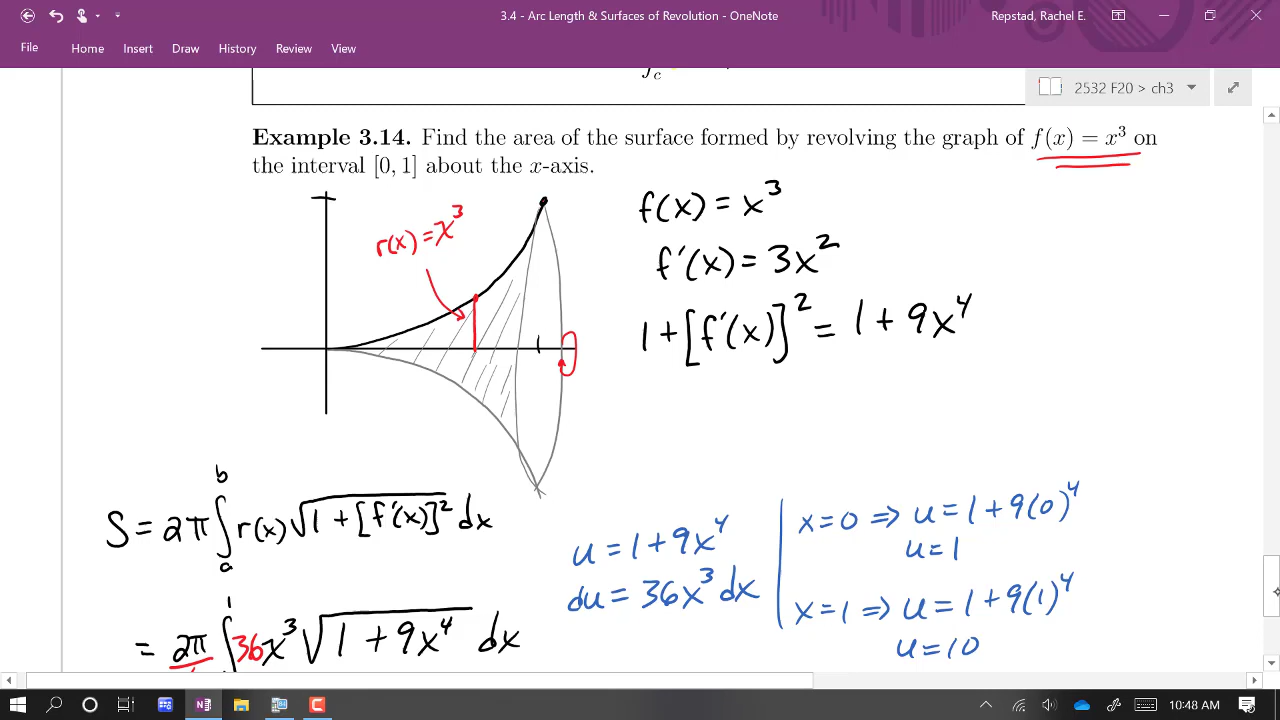 3.4 - Arc Length & Surfaces of Revolution - OneNote
Repstad, Rachel E.
File Home Insert Draw History Review View
∫c
2532 F20 > ch3
Example 3.14. Find the area of the surface formed by revolving the graph of f(x) = x³ on
the interval [0, 1] about the x-axis.
r(x) = x³
f(x) = x³
f'(x) = 3x²
1 + [f'(x)]² = 1 + 9x⁴
1
S = 2π ∫ₐᵇ r(x) √(1 + [f'(x)]²) dx
u = 1 + 9x⁴
du = 36x³ dx
x = 0 ⇒ u = 1 + 9(0)⁴
u = 1
x = 1 ⇒ u = 1 + 9(1)⁴
u = 10
= 2π ∫¹ 36x³ √(1 + 9x⁴) dx
10:48 AM